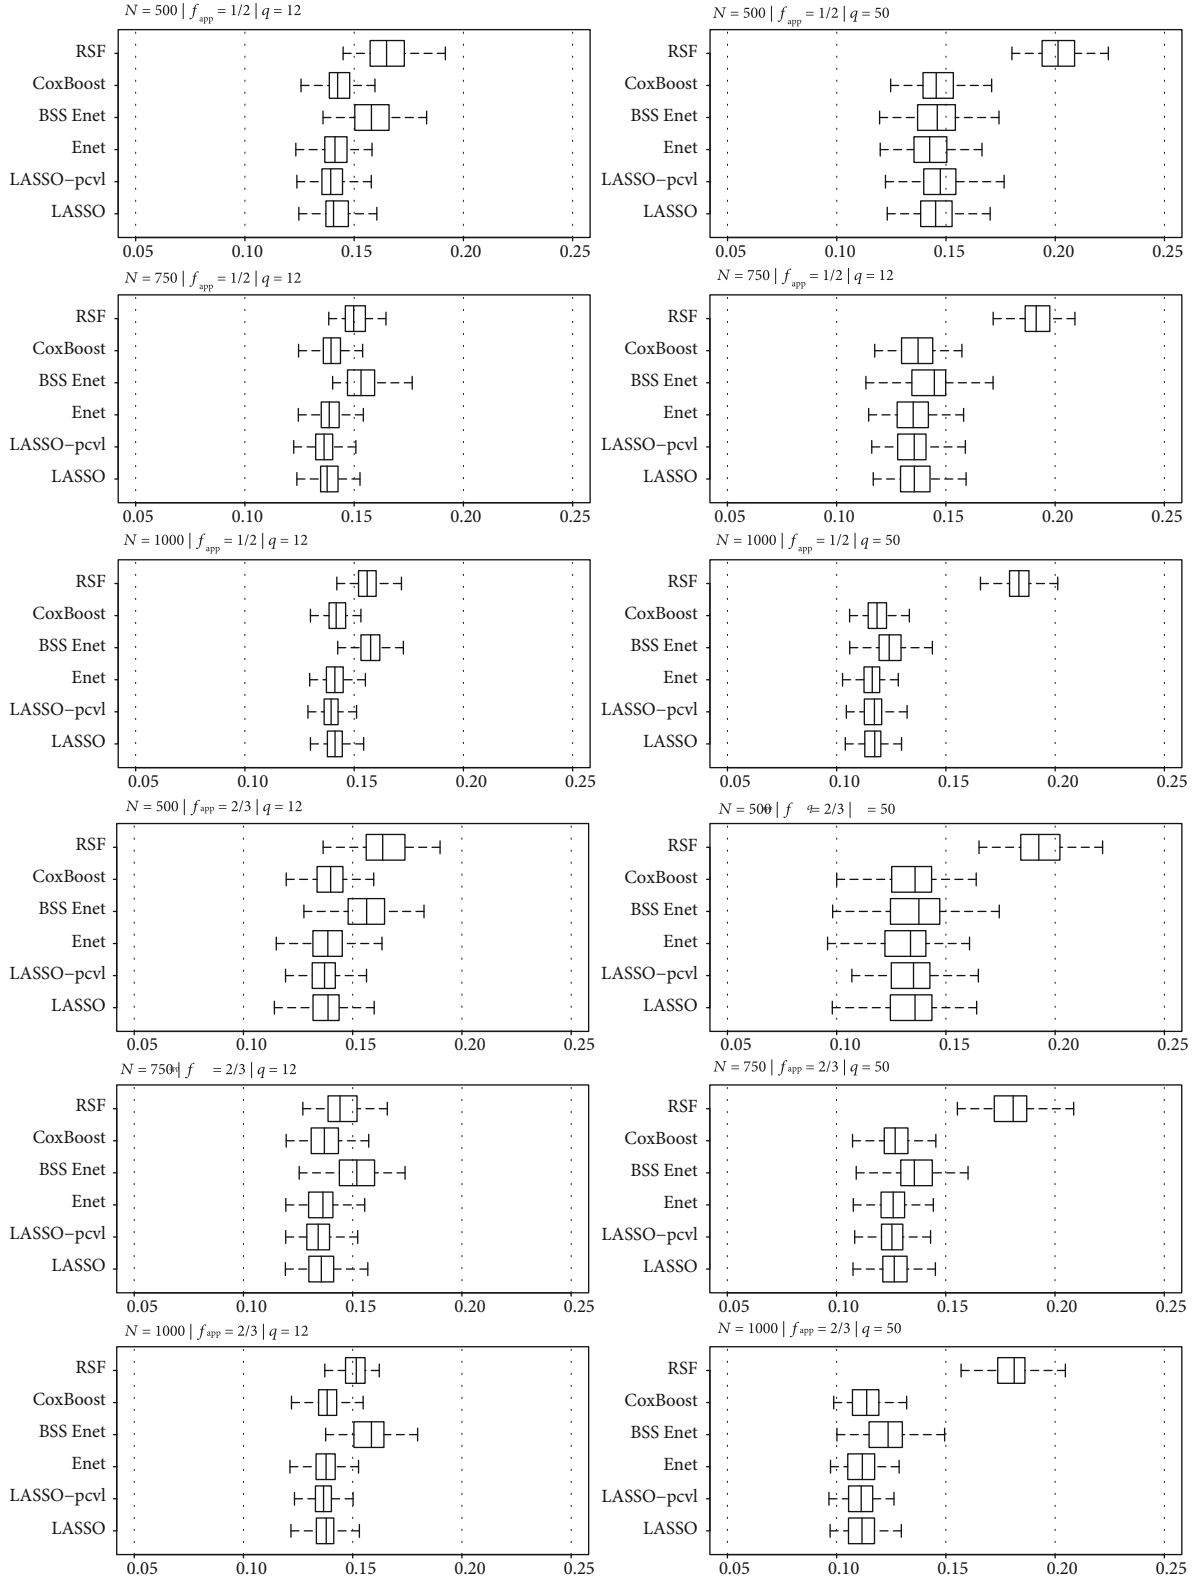 N = 500 | f app = 1/2 | q = 12
RSF
CoxBoost
BSS Enet
Enet
LASSO−pcvl
LASSO
0.05 0.10 0.15 0.20 0.25
N = 500 | f app = 1/2 | q = 50
RSF
CoxBoost
BSS Enet
Enet
LASSO−pcvl
LASSO
0.05 0.10 0.15 0.20 0.25
N = 750 | f app = 1/2 | q = 12
RSF
CoxBoost
BSS Enet
Enet
LASSO−pcvl
LASSO
0.05 0.10 0.15 0.20 0.25
N = 750 | f app = 1/2 | q = 12
RSF
CoxBoost
BSS Enet
Enet
LASSO−pcvl
LASSO
0.05 0.10 0.15 0.20 0.25
N = 1000 | f app = 1/2 | q = 12
RSF
CoxBoost
BSS Enet
Enet
LASSO−pcvl
LASSO
0.05 0.10 0.15 0.20 0.25
N = 1000 | f app = 1/2 | q = 50
RSF
CoxBoost
BSS Enet
Enet
LASSO−pcvl
LASSO
0.05 0.10 0.15 0.20 0.25
N = 500 | f app = 2/3 | q = 12
RSF
CoxBoost
BSS Enet
Enet
LASSO−pcvl
LASSO
0.05 0.10 0.15 0.20 0.25
N = 500 | f q = 2/3 | = 50
RSF
CoxBoost
BSS Enet
Enet
LASSO−pcvl
LASSO
0.05 0.10 0.15 0.20 0.25
N = 750 | f = 2/3 | q = 12
RSF
CoxBoost
BSS Enet
Enet
LASSO−pcvl
LASSO
0.05 0.10 0.15 0.20 0.25
N = 750 | f app = 2/3 | q = 50
RSF
CoxBoost
BSS Enet
Enet
LASSO−pcvl
LASSO
0.05 0.10 0.15 0.20 0.25
N = 1000 | f app = 2/3 | q = 12
RSF
CoxBoost
BSS Enet
Enet
LASSO−pcvl
LASSO
0.05 0.10 0.15 0.20 0.25
N = 1000 | f app = 2/3 | q = 50
RSF
CoxBoost
BSS Enet
Enet
LASSO−pcvl
LASSO
0.05 0.10 0.15 0.20 0.25